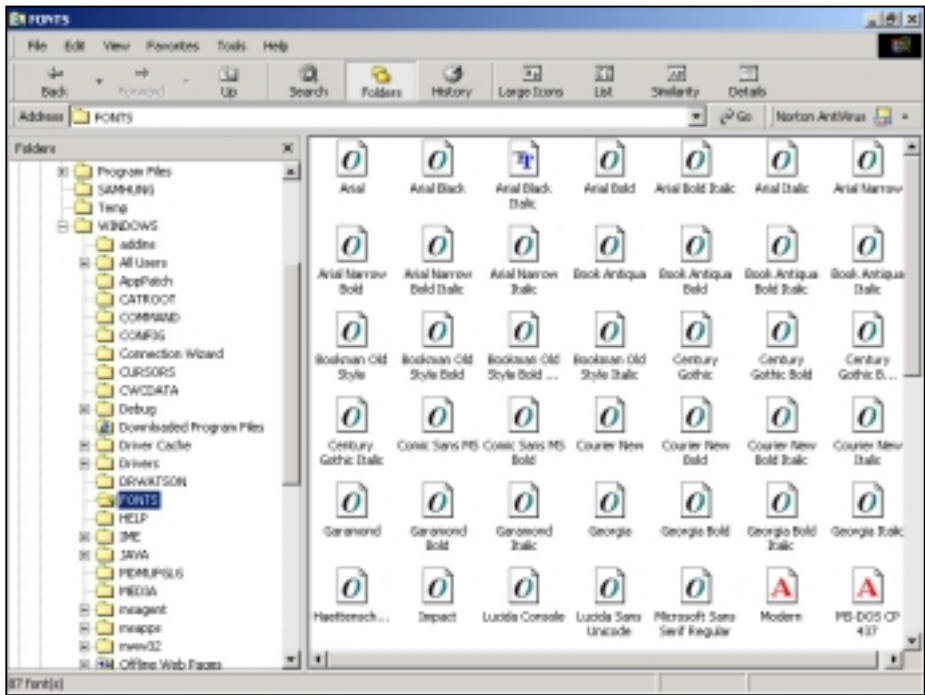 FONTS
File Edit View Favorites Tools Help
Back Forward Up Search Folders History Large Icons List Similarity Details
Address FONTS Go Norton AntiVirus
Folders
Program Files
SAMHUNG
Temp
WINDOWS
addins
All Users
AppPatch
CATROOT
COMMAND
CONFIG
Connection Wizard
CURSORS
CWCDATA
Debug
Downloaded Program Files
Driver Cache
Drivers
DRWATSON
FONTS
HELP
IME
JAVA
MDMUPGLG
MEDIA
msagent
msapps
Offline Web Pages
Arial Arial Black Arial Black Arial Bold Arial Bold Italic Arial Italic Arial Narrow
Italic
Arial Narrow Arial Narrow Arial Narrow Book Antiqua Book Antiqua Book Antiqua Book Antiqua
Bold Bold Italic Italic Bold Bold Italic Italic
Bookman Old Bookman Old Bookman Old Bookman Old Century Century Century
Style Style Bold Style Bold ... Style Italic Gothic Gothic Bold Gothic B...
Century Comic Sans MS Comic Sans MS Courier New Courier New Courier New Courier New
Gothic Italic Bold Bold Bold Italic Italic
Garamond Garamond Garamond Georgia Georgia Bold Georgia Bold Georgia Italic
Bold Italic Italic
Haettensch... Impact Lucida Console Lucida Sans Microsoft Sans Modern MS-DOS CP
Unicode Serif Regular 437
87 font(s)